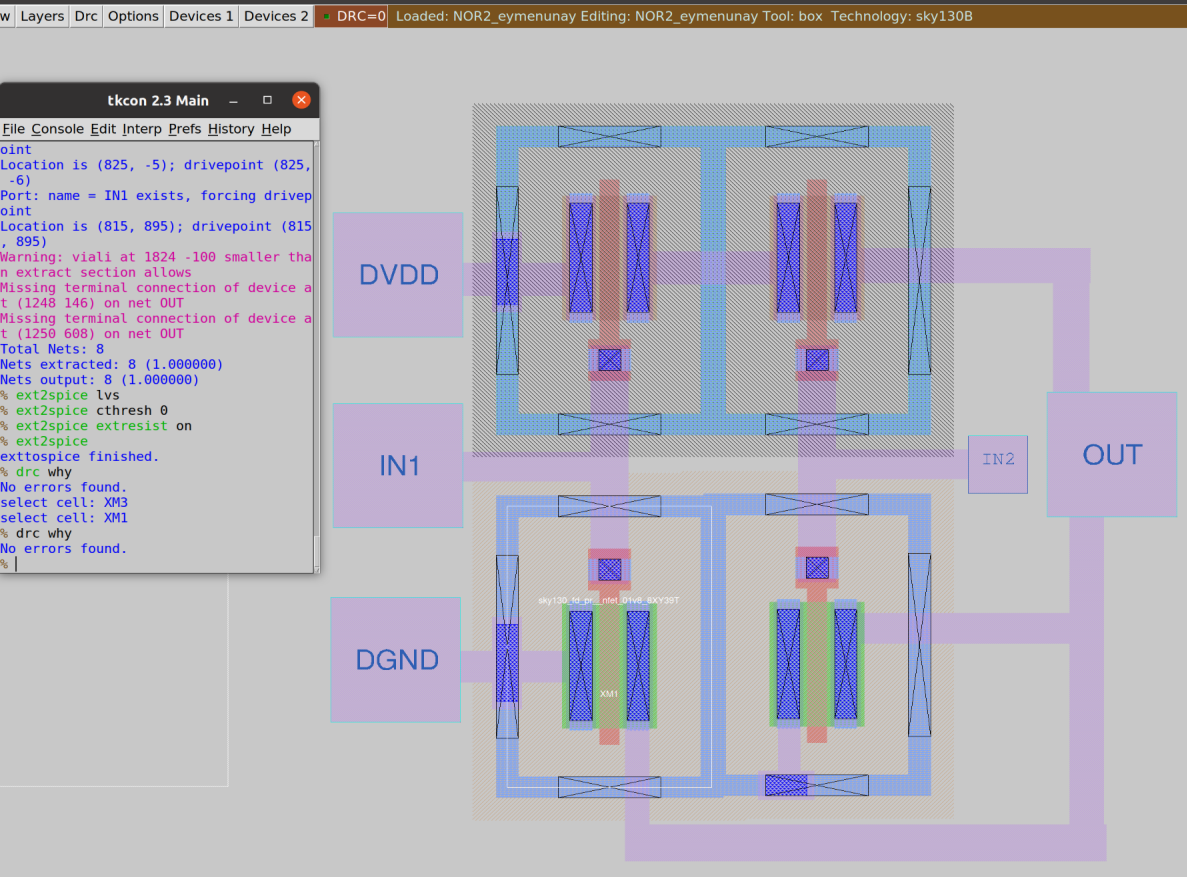 w Layers Drc Options Devices 1 Devices 2 DRC=0 Loaded: NOR2_eymenunay Editing: NOR2_eymenunay Tool: box Technology: sky130B
tkcon 2.3 Main
File Console Edit Interp Prefs History Help
oint
Location is (825, -5); drivepoint (825,
-6)
Port: name = IN1 exists, forcing drivep
oint
Location is (815, 895); drivepoint (815
, 895)
Warning: viali at 1824 -100 smaller tha
n extract section allows
Missing terminal connection of device a
t (1248 146) on net OUT
Missing terminal connection of device a
t (1250 608) on net OUT
Total Nets: 8
Nets extracted: 8 (1.000000)
Nets output: 8 (1.000000)
% ext2spice lvs
% ext2spice cthresh 0
% ext2spice extresist on
% ext2spice
exttospice finished.
% drc why
No errors found.
select cell: XM3
select cell: XM1
% drc why
No errors found.
%
DVDD
IN1
IN2
OUT
sky130_fd_pr__nfet_01v8_8XY39T
DGND
XM1